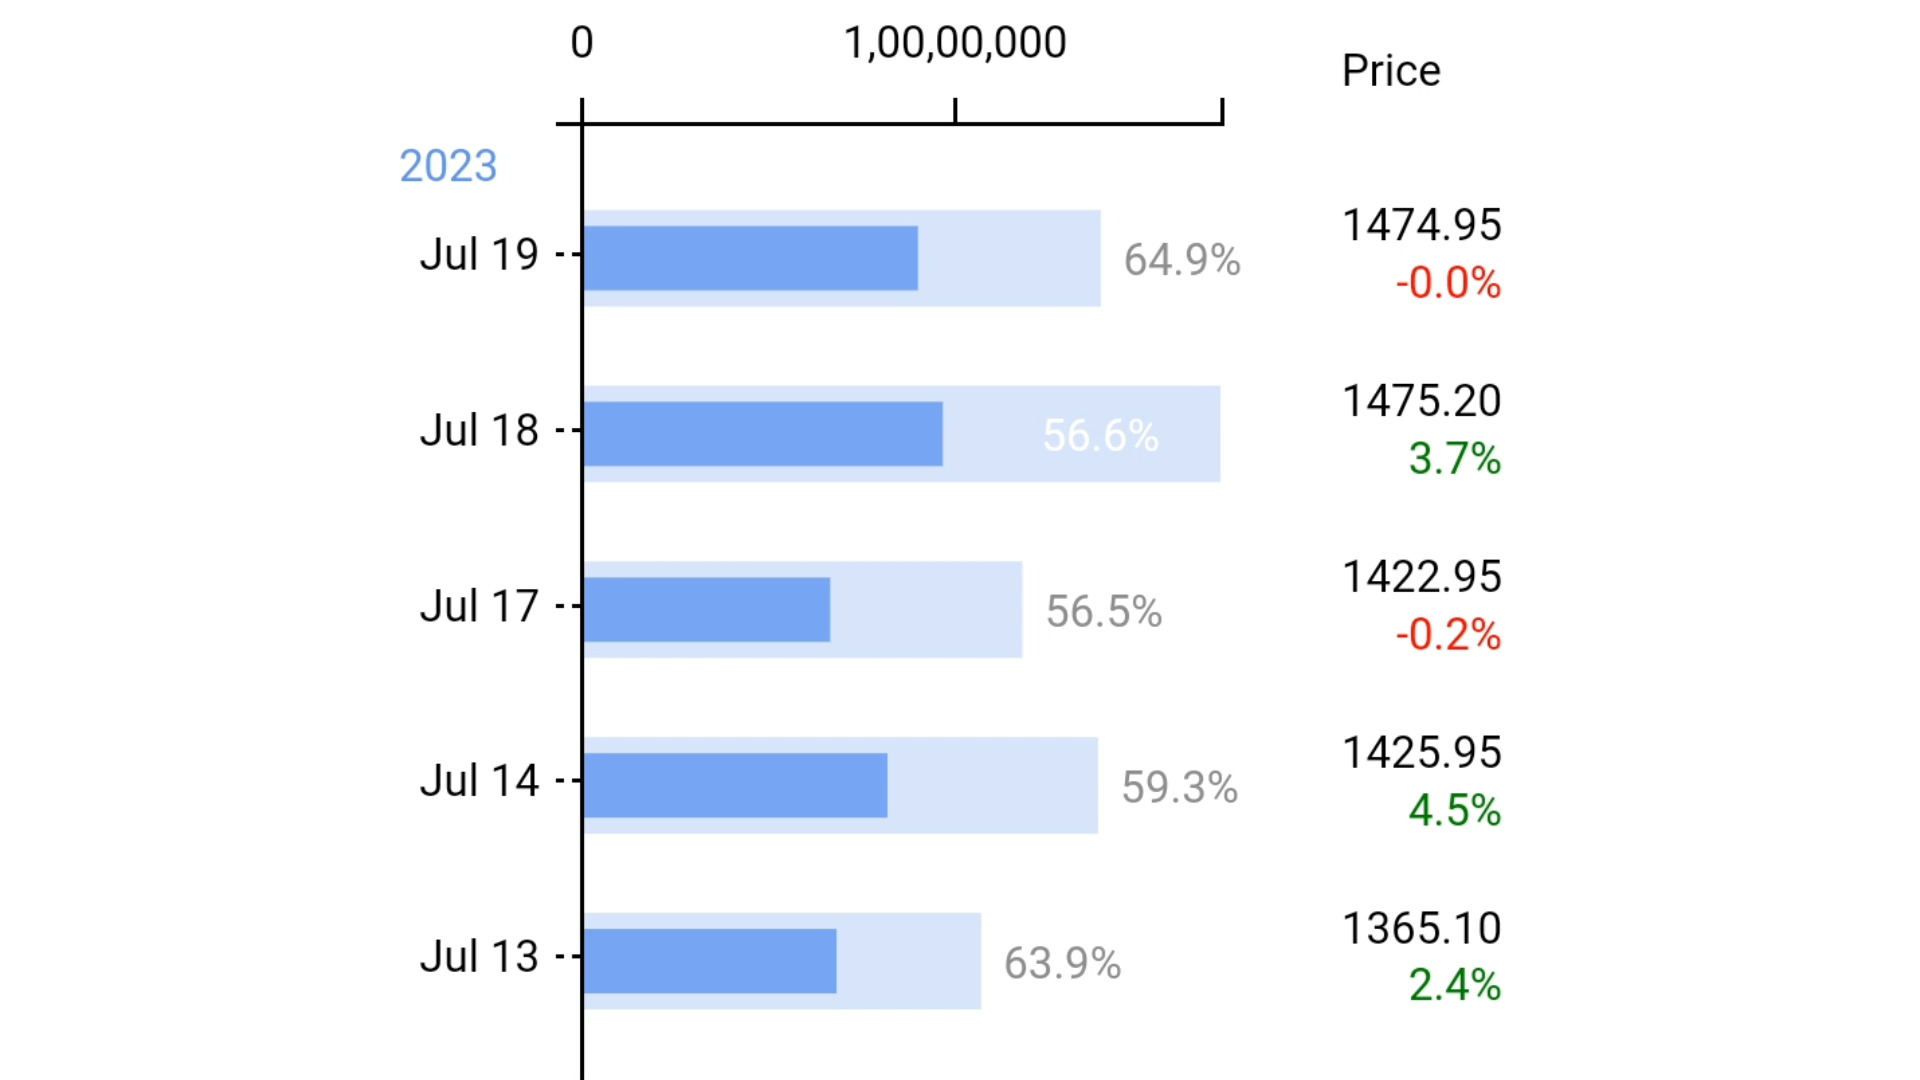 0 1,00,00,000
Price
2023
Jul 19 64.9% 1474.95
-0.0%
Jul 18 56.6% 1475.20
3.7%
Jul 17 56.5% 1422.95
-0.2%
Jul 14 59.3% 1425.95
4.5%
Jul 13 63.9% 1365.10
2.4%